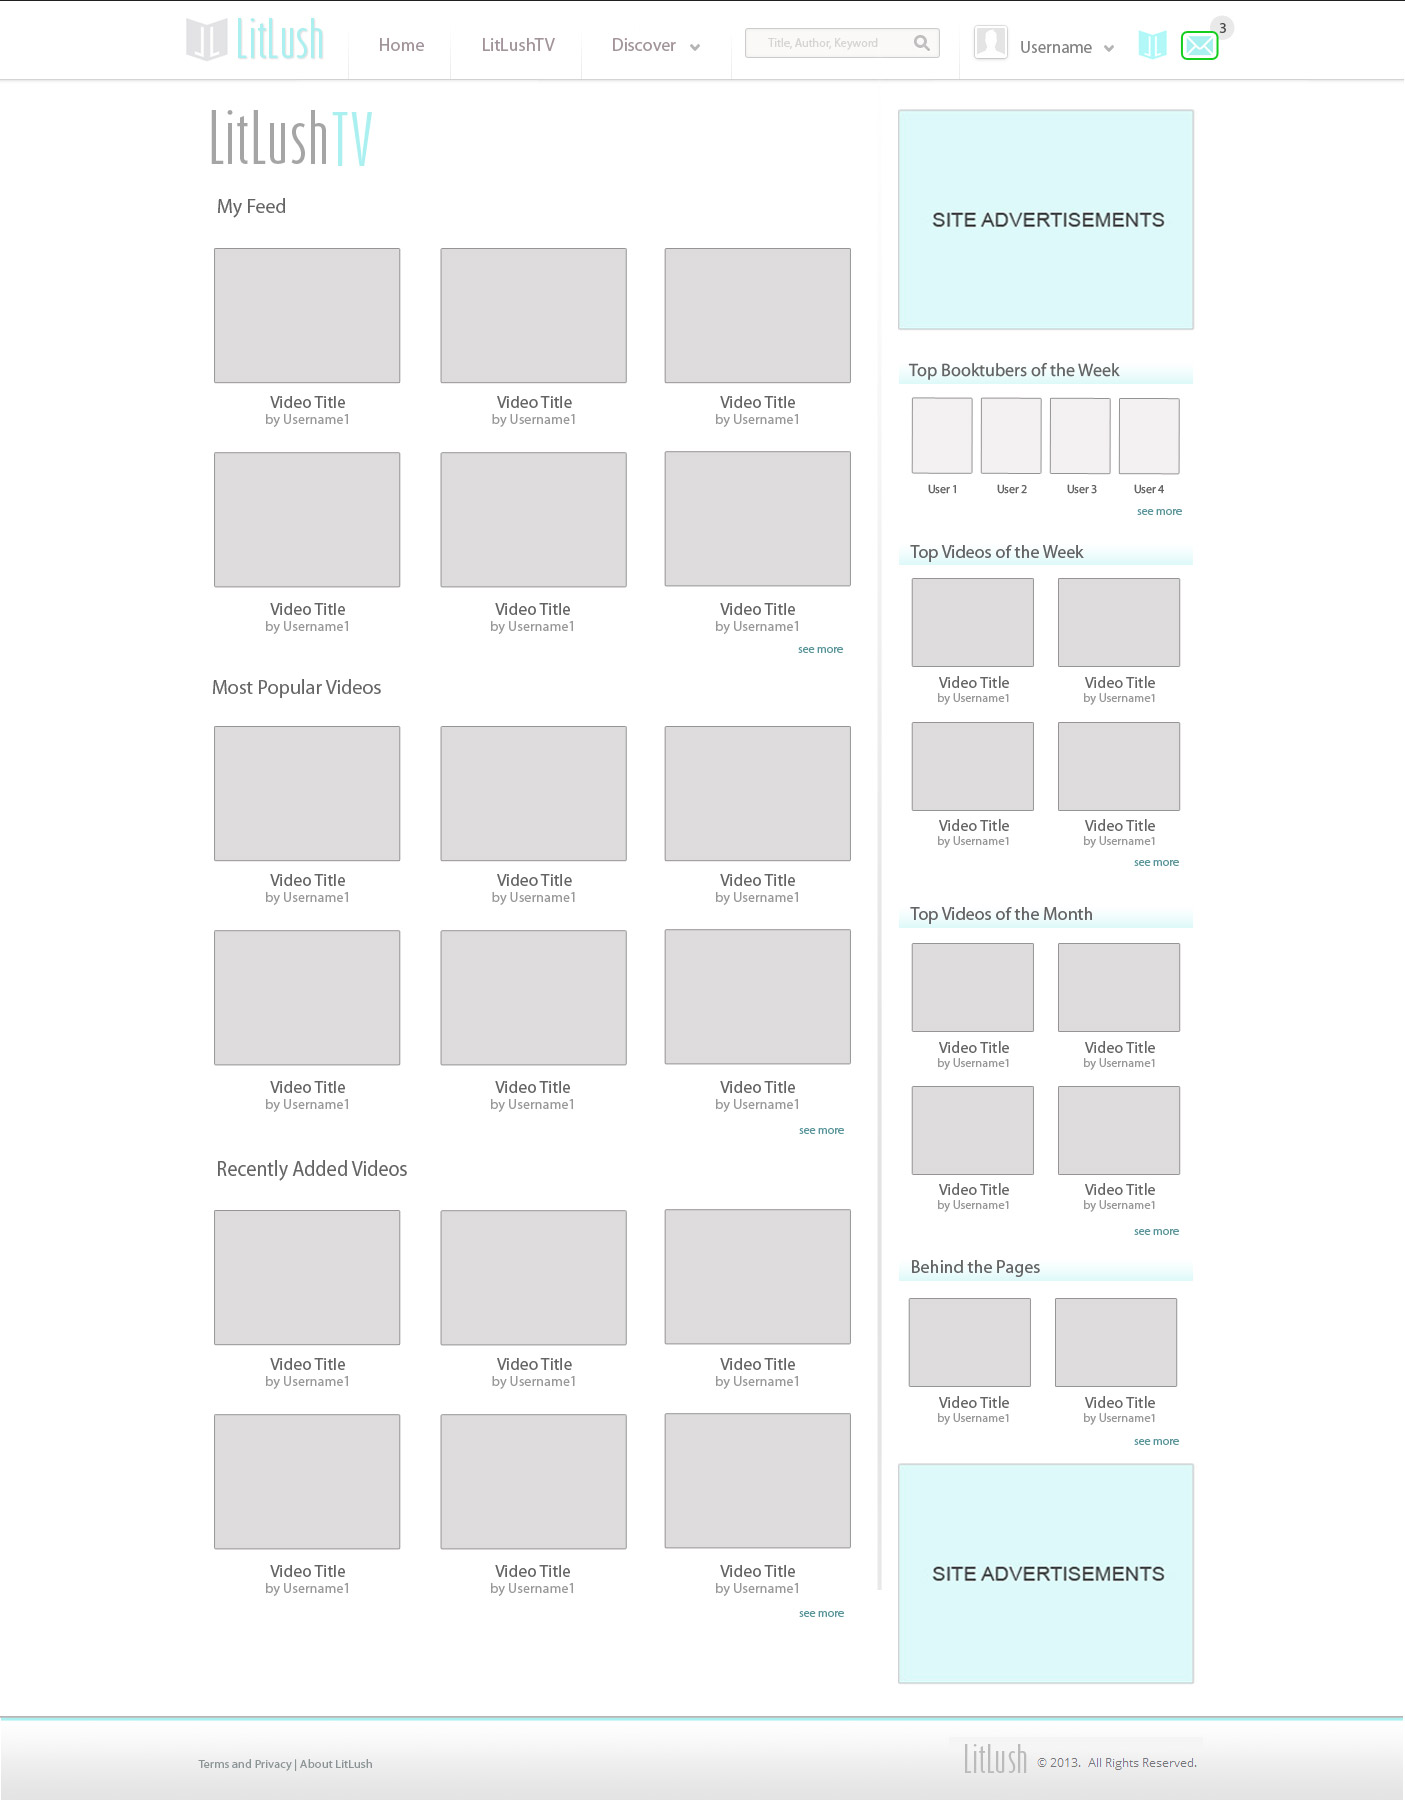 LitLush
Home
LitLushTV
Discover
Title, Author, Keyword
Username
3
LitLushTV
My Feed
Video Title
by Username1
Video Title
by Username1
Video Title
by Username1
Video Title
by Username1
Video Title
by Username1
Video Title
by Username1
see more
Most Popular Videos
Video Title
by Username1
Video Title
by Username1
Video Title
by Username1
Video Title
by Username1
Video Title
by Username1
Video Title
by Username1
see more
Recently Added Videos
Video Title
by Username1
Video Title
by Username1
Video Title
by Username1
Video Title
by Username1
Video Title
by Username1
Video Title
by Username1
see more
SITE ADVERTISEMENTS
Top Booktubers of the Week
User 1
User 2
User 3
User 4
see more
Top Videos of the Week
Video Title
by Username1
Video Title
by Username1
Video Title
by Username1
Video Title
by Username1
see more
Top Videos of the Month
Video Title
by Username1
Video Title
by Username1
Video Title
by Username1
Video Title
by Username1
see more
Behind the Pages
Video Title
by Username1
Video Title
by Username1
see more
SITE ADVERTISEMENTS
Terms and Privacy | About LitLush
LitLush
© 2013. All Rights Reserved.